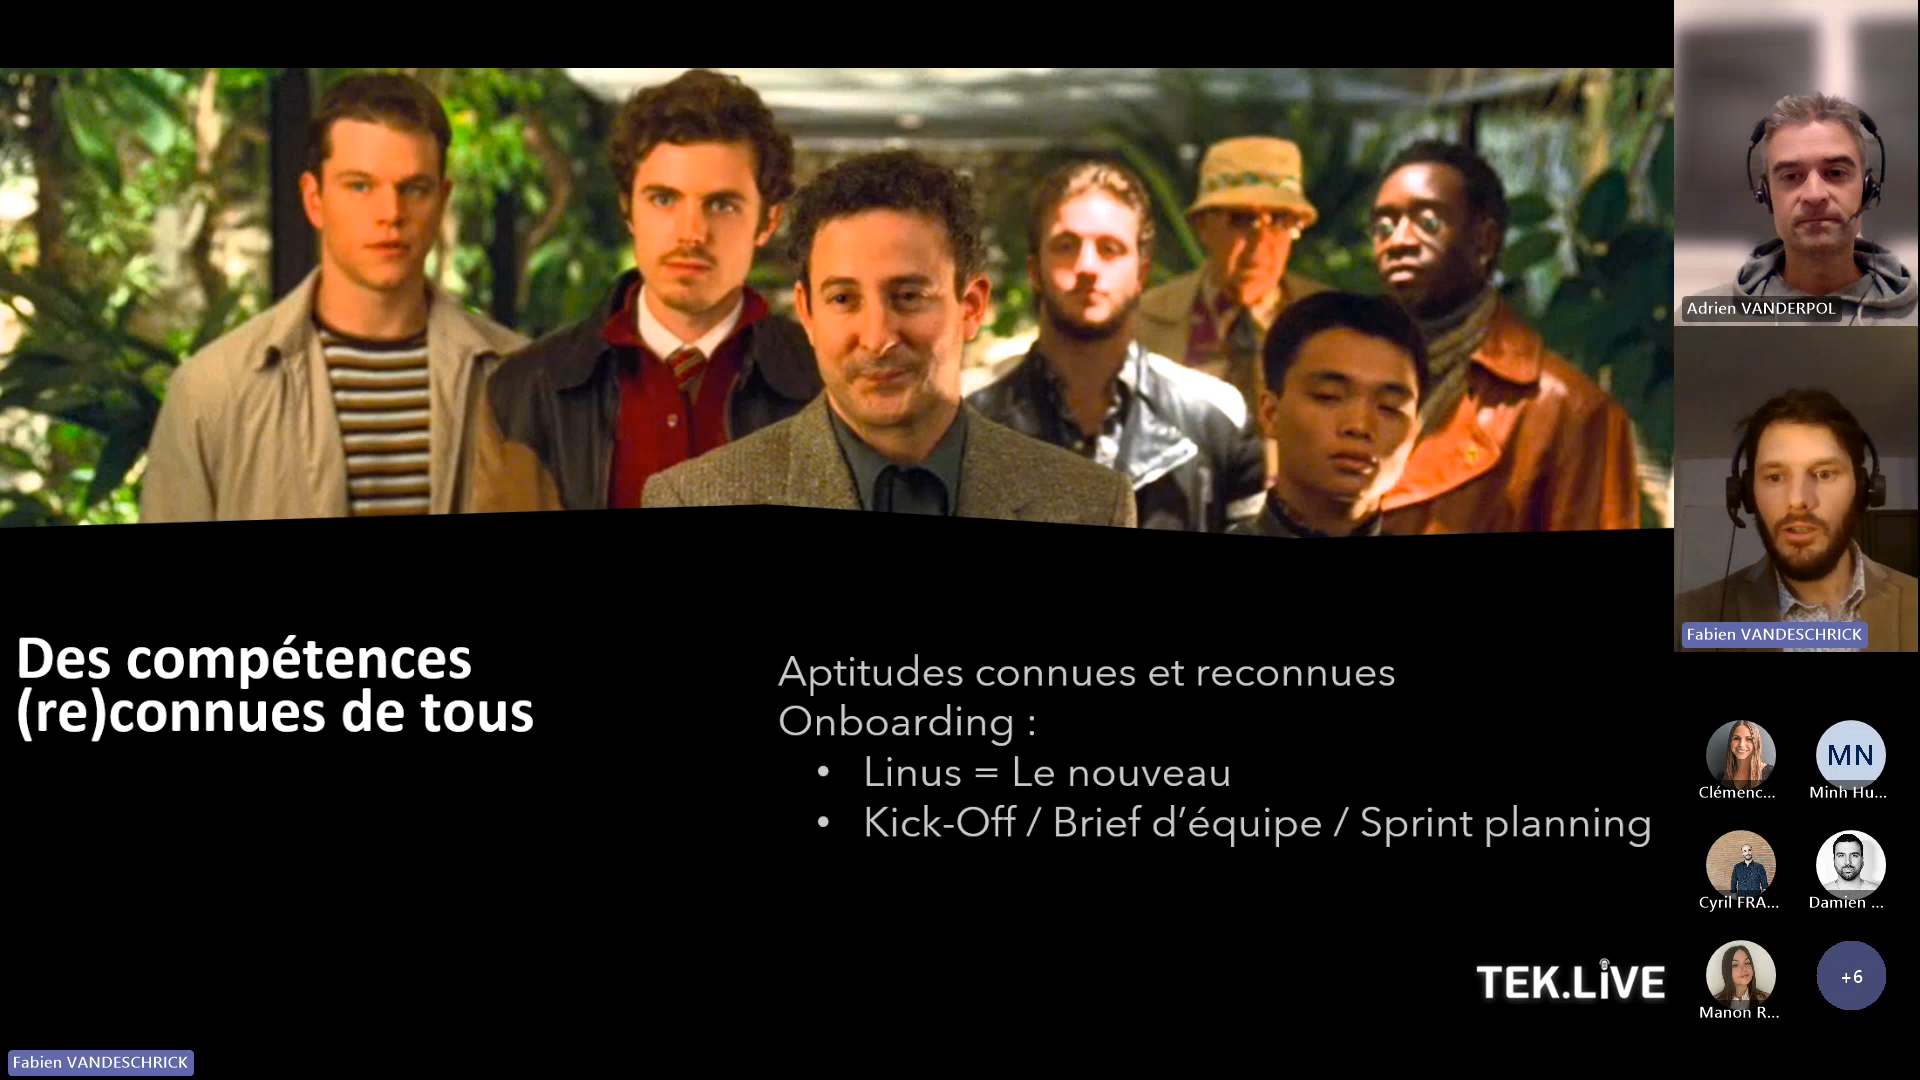 Des compétences
(re)connues de tous
Aptitudes connues et reconnues
Onboarding :
• Linus = Le nouveau
• Kick-Off / Brief d’équipe / Sprint planning
TEK.LiVE
Fabien VANDESCHRICK
Adrien VANDERPOL
Fabien VANDESCHRICK
Clémenc...
MN
Minh Hu...
Cyril FRA...
Damien ...
Manon R...
+6